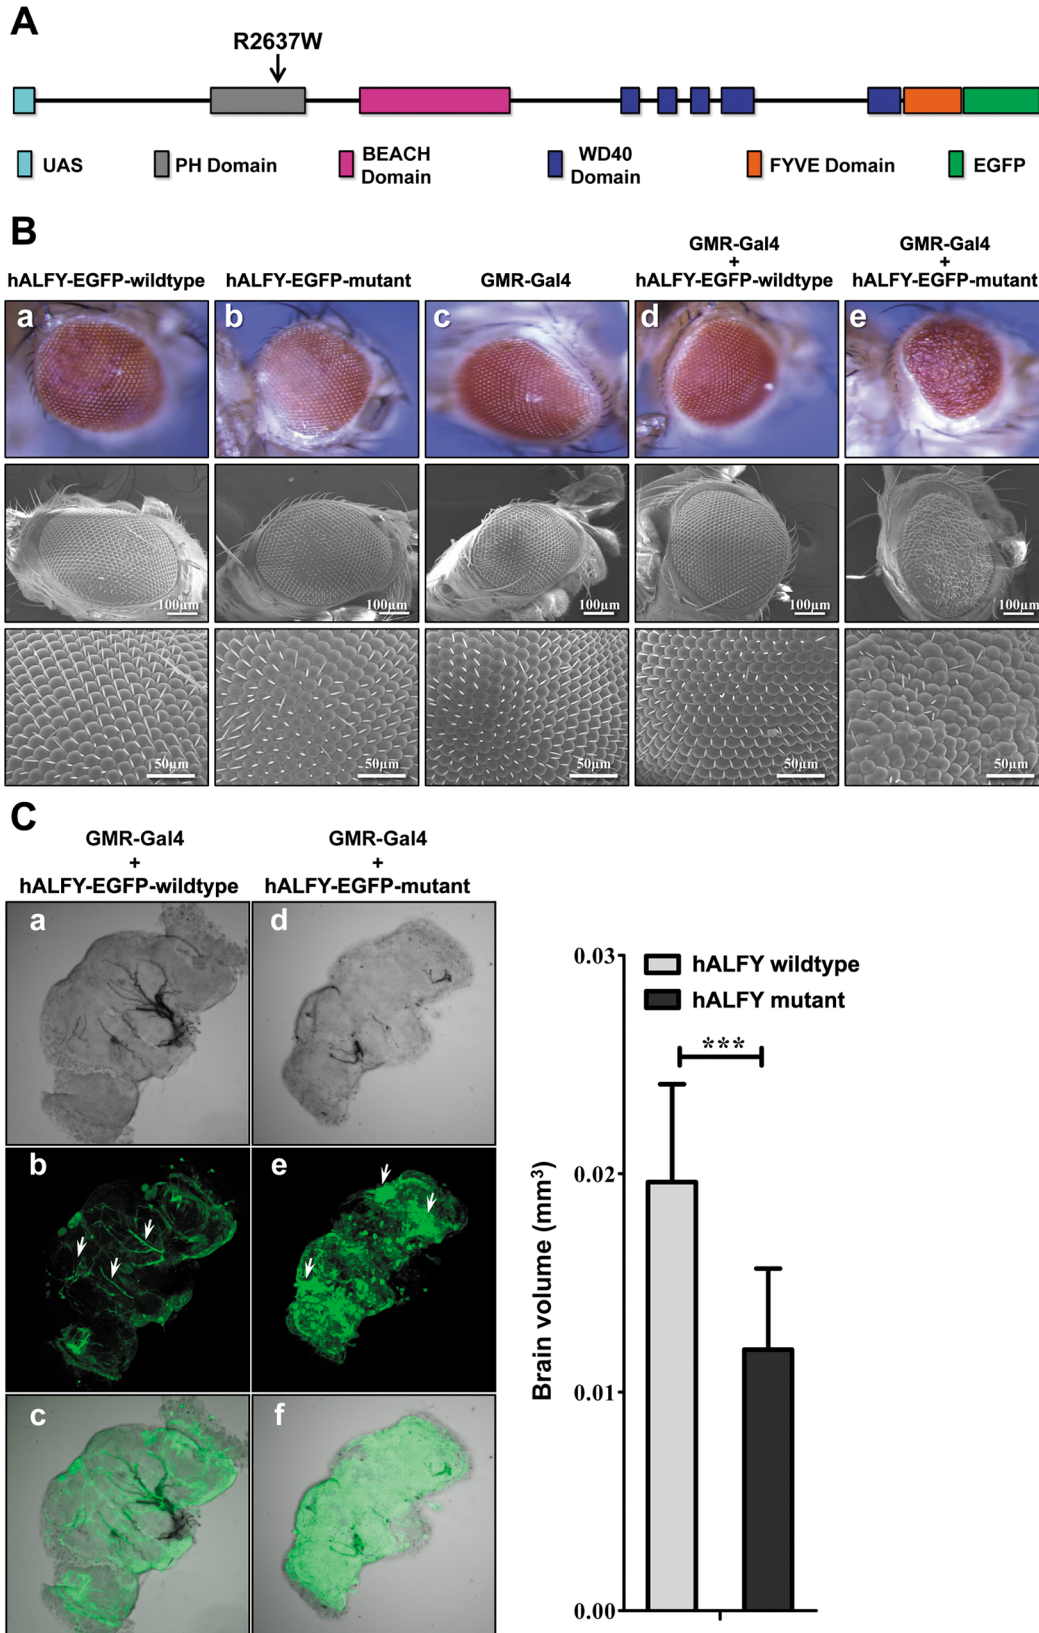 A
R2637W
UAS
PH Domain
BEACH
Domain
WD40
Domain
FYVE Domain
EGFP
B
hALFY-EGFP-wildtype
hALFY-EGFP-mutant
GMR-Gal4
GMR-Gal4
+
hALFY-EGFP-wildtype
GMR-Gal4
+
hALFY-EGFP-mutant
a
b
c
d
e
100µm
100µm
100µm
100µm
100µm
50µm
50µm
50µm
50µm
50µm
C
GMR-Gal4
+
hALFY-EGFP-wildtype
GMR-Gal4
+
hALFY-EGFP-mutant
a
d
b
e
c
f
0.03
0.02
0.01
0.00
Brain volume (mm³)
hALFY wildtype
hALFY mutant
***